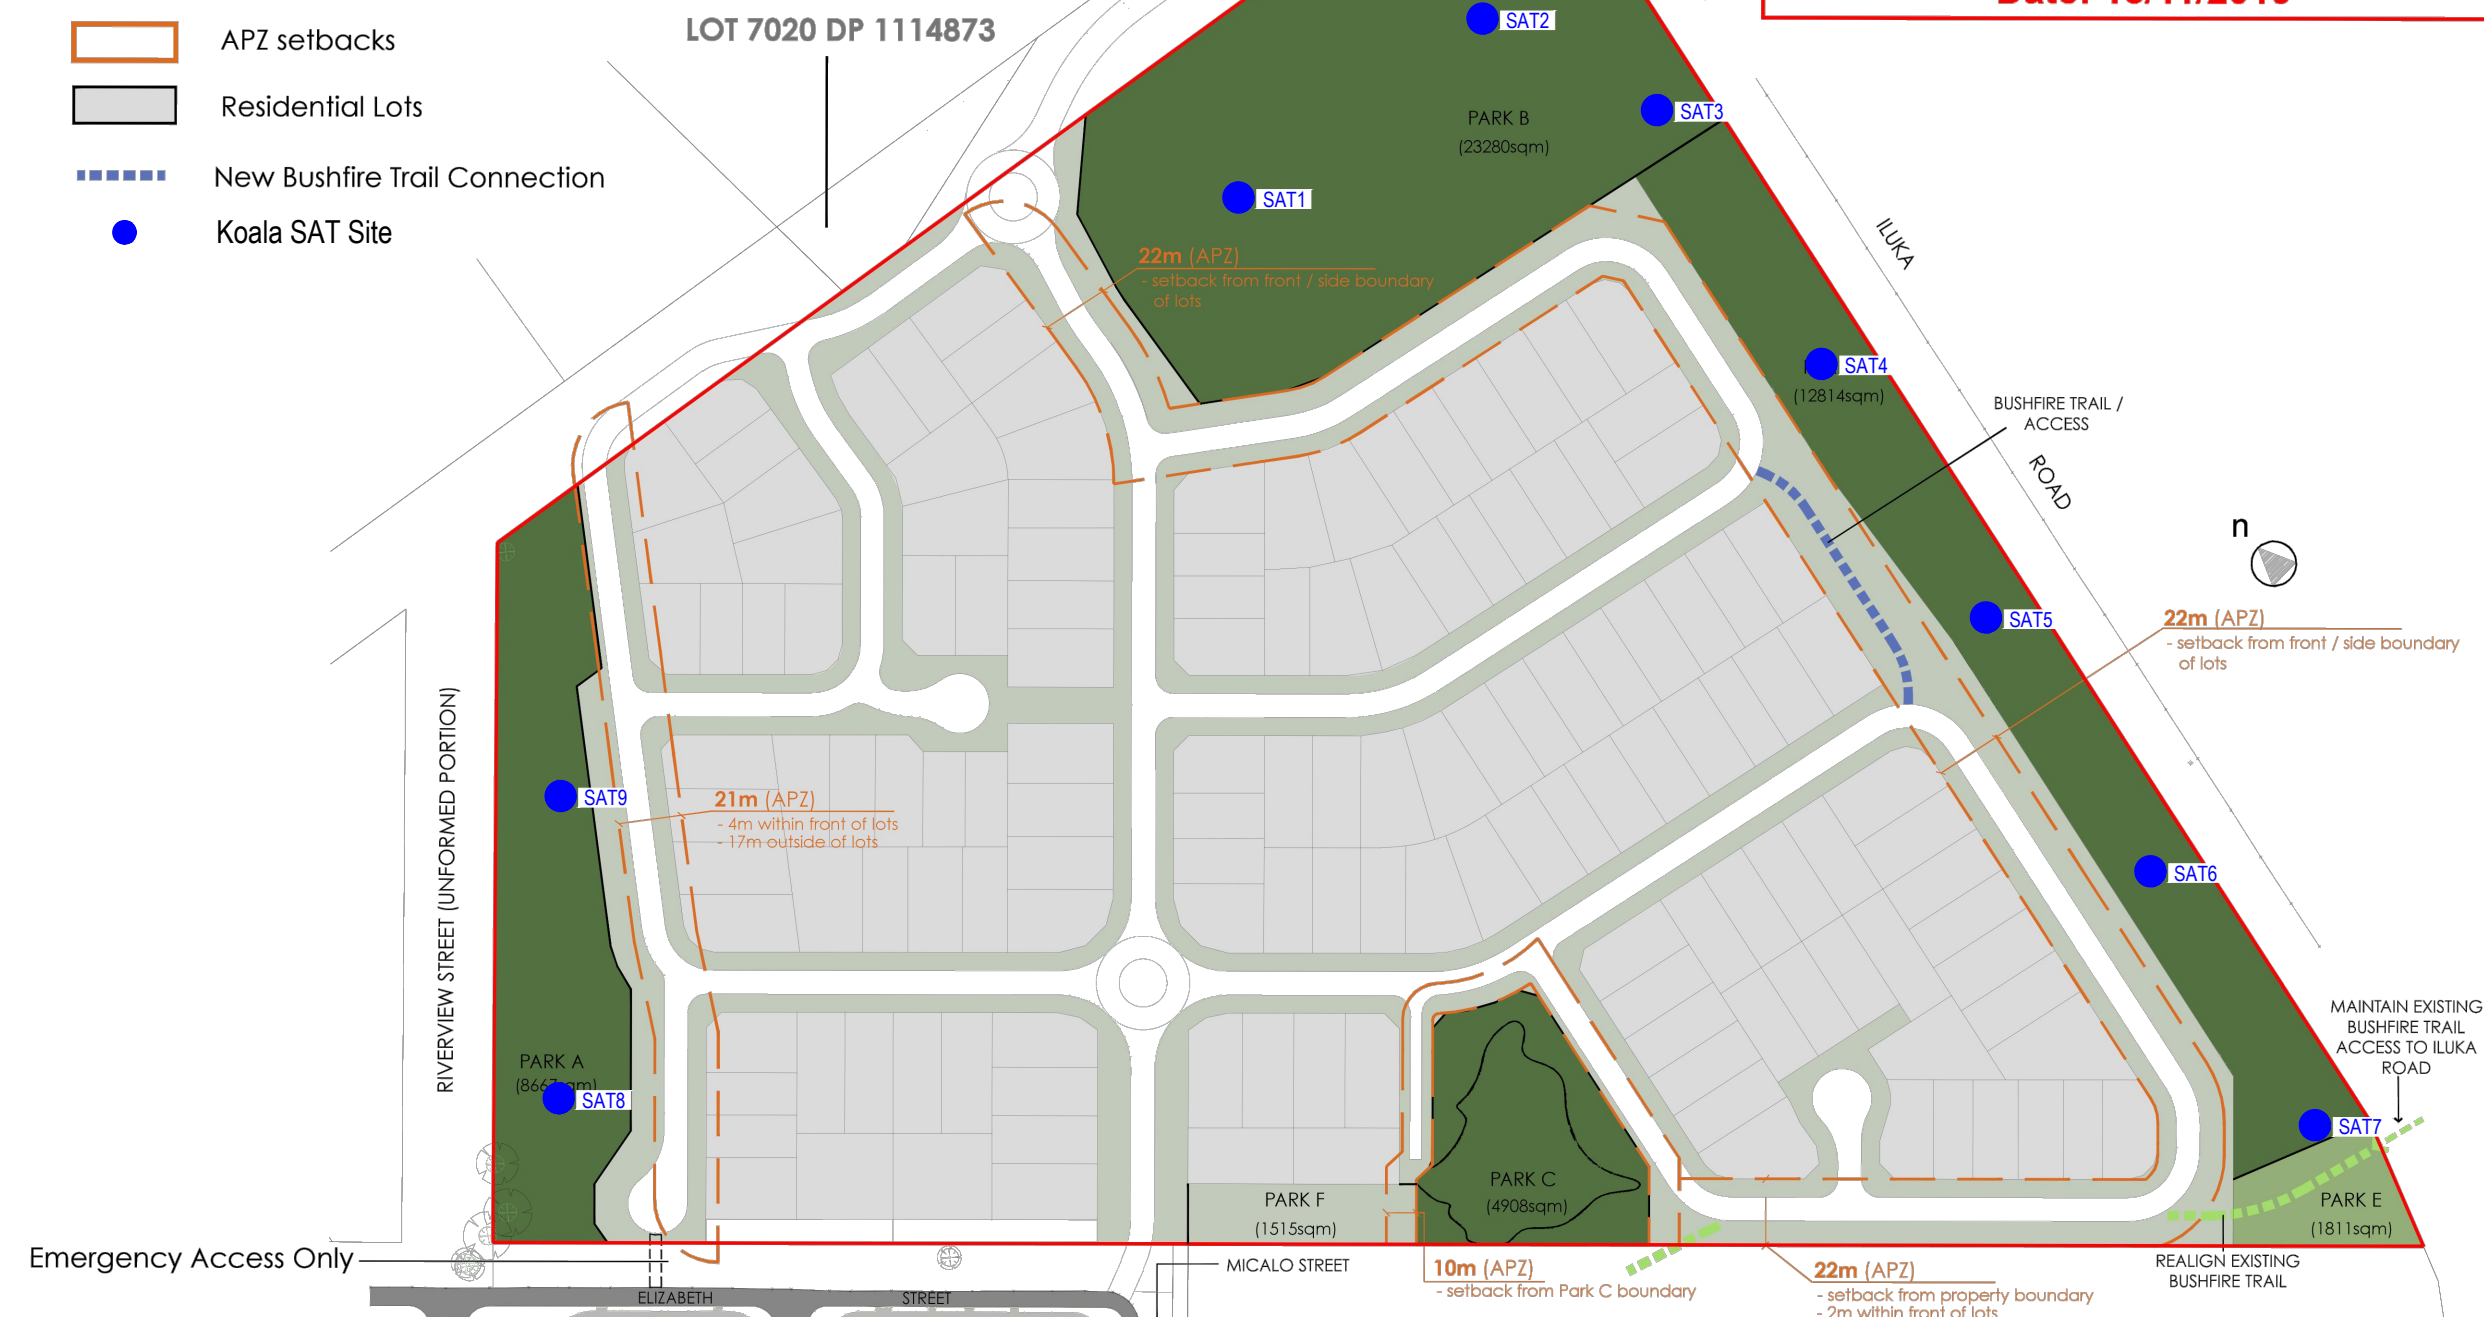 APZ setbacks
Residential Lots
New Bushfire Trail Connection
Koala SAT Site
LOT 7020 DP 1114873
SAT2
SAT3
PARK B
(23280sqm)
SAT1
22m (APZ)
- setback from front / side boundary
of lots
ILUKA
ROAD
SAT4
(12814sqm)
BUSHFIRE TRAIL /
ACCESS
n
SAT5
22m (APZ)
- setback from front / side boundary
of lots
RIVERVIEW STREET (UNFORMED PORTION)
SAT9
21m (APZ)
- 4m within front of lots
- 17m outside of lots
SAT6
MAINTAIN EXISTING
BUSHFIRE TRAIL
ACCESS TO ILUKA
ROAD
PARK A
SAT8
SAT7
PARK C
(4908sqm)
PARK F
(1515sqm)
PARK E
(1811sqm)
Emergency Access Only
MICALO STREET
10m (APZ)
- setback from Park C boundary
22m (APZ)
- setback from property boundary
- 2m within front of lots
REALIGN EXISTING
BUSHFIRE TRAIL
ELIZABETH STREET